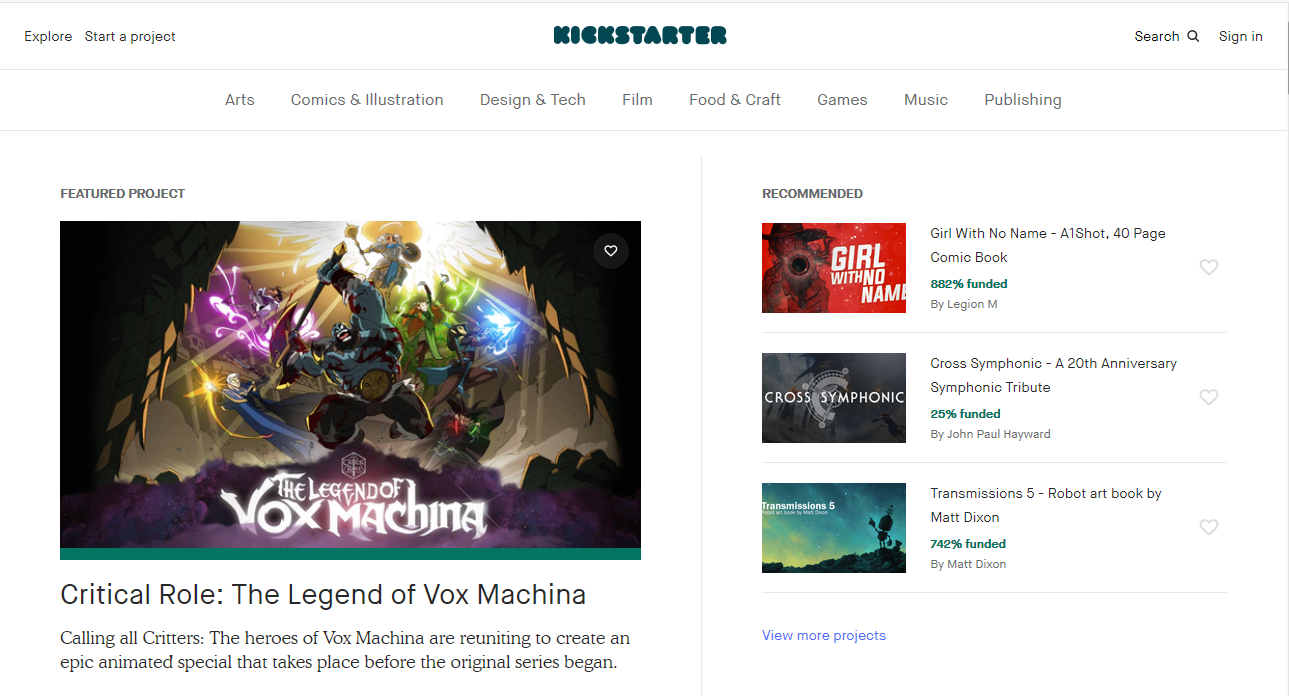 Explore Start a project KICKSTARTER Search Sign in
Arts Comics & Illustration Design & Tech Film Food & Craft Games Music Publishing
FEATURED PROJECT
THE LEGEND OF
VOX MACHINA
Critical Role: The Legend of Vox Machina
Calling all Critters: The heroes of Vox Machina are reuniting to create an
epic animated special that takes place before the original series began.
RECOMMENDED
GIRL
WITH NO
NAME
Girl With No Name - A1Shot, 40 Page
Comic Book
882% funded
By Legion M
CROSS SYMPHONIC
Cross Symphonic - A 20th Anniversary
Symphonic Tribute
25% funded
By John Paul Hayward
Transmissions 5
Robot art book by Matt Dixon
Transmissions 5 - Robot art book by
Matt Dixon
742% funded
By Matt Dixon
View more projects